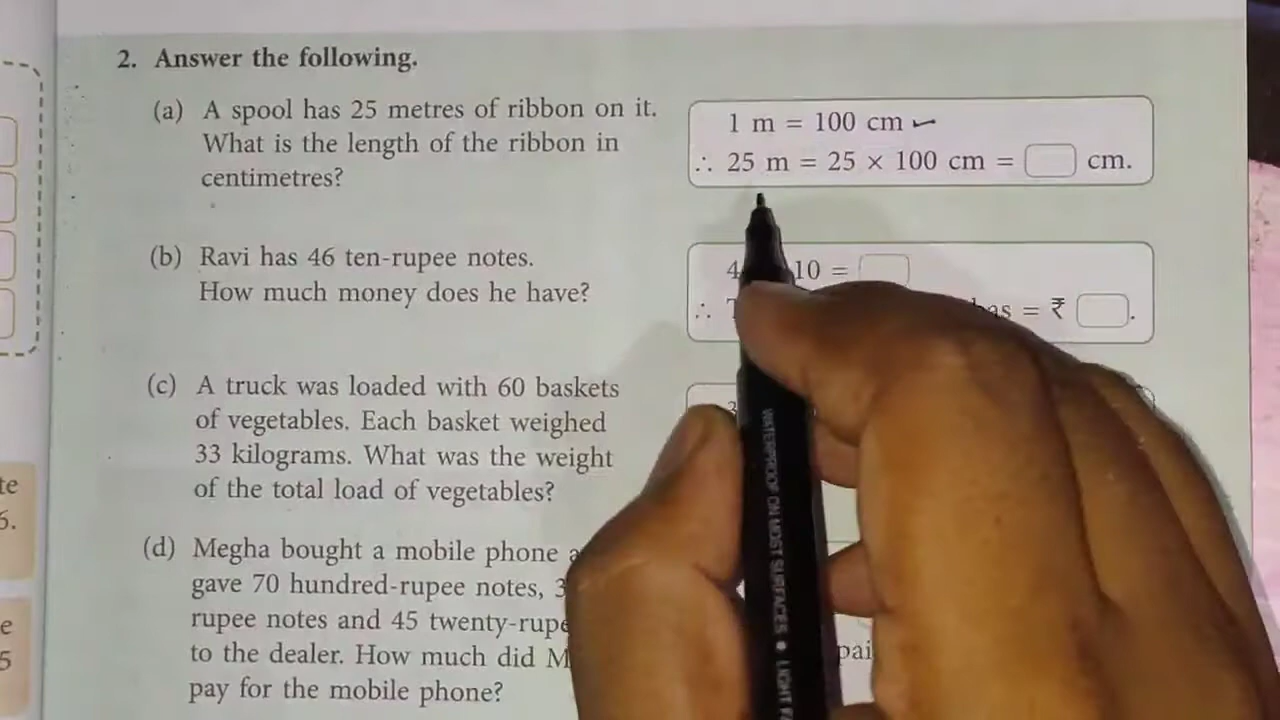 2. Answer the following.
(a) A spool has 25 metres of ribbon on it.
What is the length of the ribbon in
centimetres?
1 m = 100 cm
∴ 25 m = 25 × 100 cm = cm.
(b) Ravi has 46 ten-rupee notes.
How much money does he have?
10 =
∴ = ₹ .
(c) A truck was loaded with 60 baskets
of vegetables. Each basket weighed
33 kilograms. What was the weight
of the total load of vegetables?
(d) Megha bought a mobile phone
gave 70 hundred-rupee notes,
rupee notes and 45
to the dealer. How much did
pay for the mobile phone?
WATERPROOF ON MOST SURFACES • LIGHT